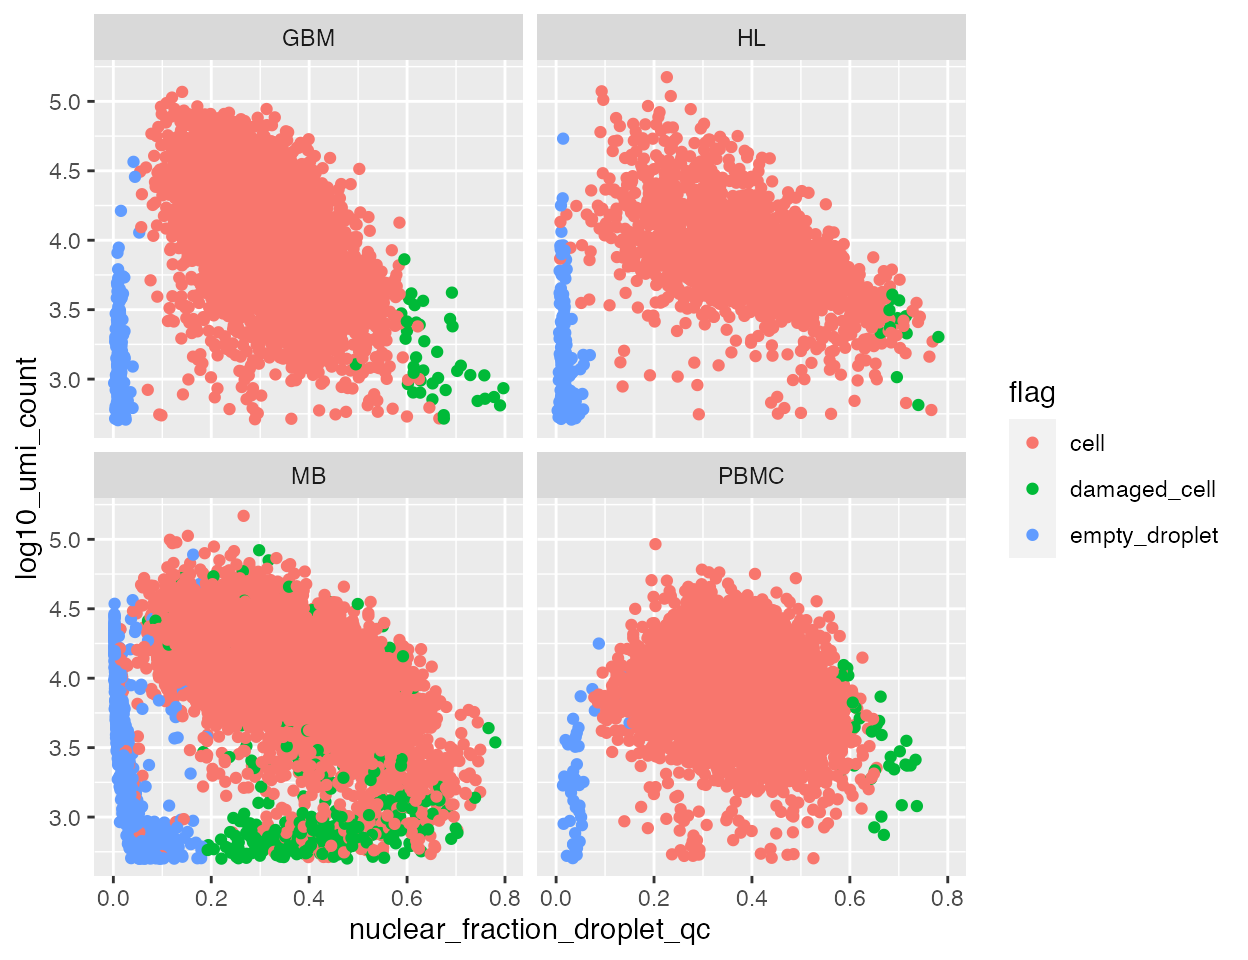 GBM
HL
5.0
4.5
4.0
3.5
3.0
log10_umi_count
MB
PBMC
5.0
4.5
4.0
3.5
3.0
0.0 0.2 0.4 0.6 0.8
0.0 0.2 0.4 0.6 0.8
nuclear_fraction_droplet_qc
flag
cell
damaged_cell
empty_droplet